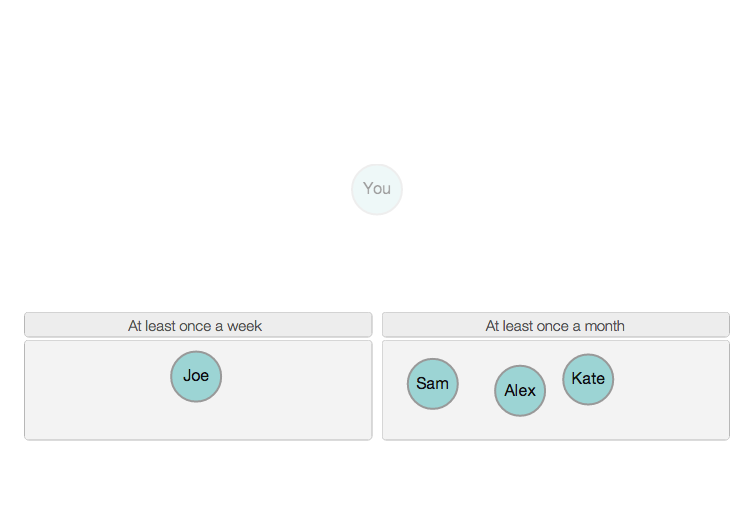 You
At least once a week
At least once a month
Joe
Sam
Alex
Kate